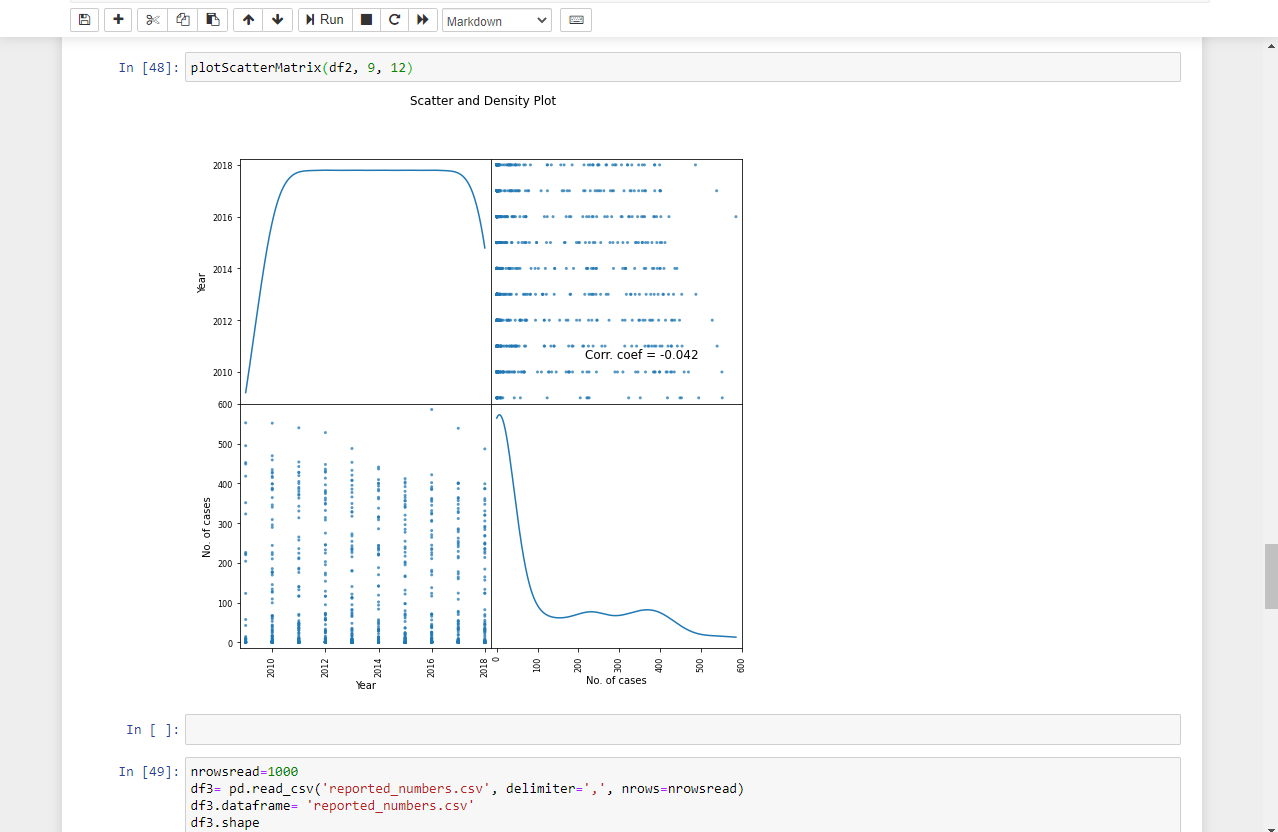 Run
Markdown
In [48]:
plotScatterMatrix(df2, 9, 12)
Scatter and Density Plot
2018
2016
2014
2012
2010
Year
Corr. coef = -0.042
600
500
400
300
200
100
0
No. of cases
2010
2012
2014
2016
2018
Year
0
100
200
300
400
500
600
No. of cases
In [ ]:
In [49]:
nrowsread=1000
df3= pd.read_csv('reported_numbers.csv', delimiter=',', nrows=nrowsread)
df3.dataframe= 'reported_numbers.csv'
df3.shape